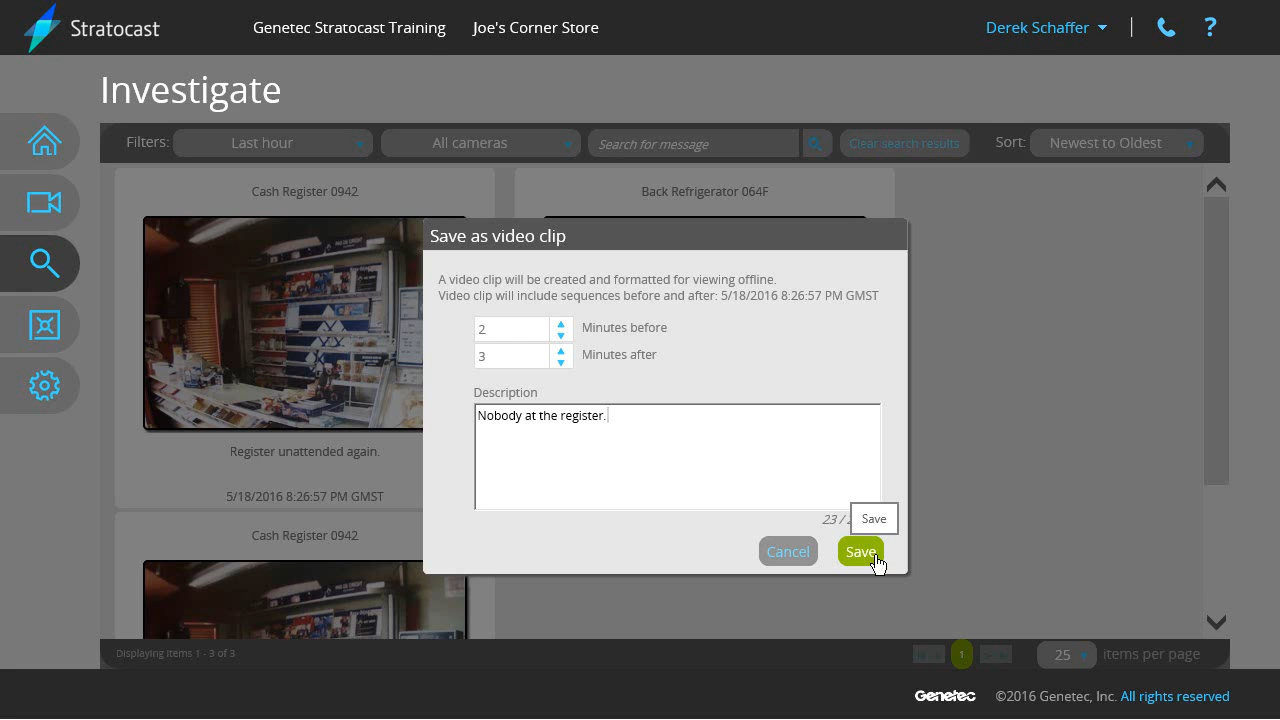 Stratocast
Genetec Stratocast Training
Joe's Corner Store
Derek Schaffer
?
Investigate
Filters:
Last hour
All cameras
Search for message
Clear search results
Sort:
Newest to Oldest
Cash Register 0942
Back Refrigerator 064F
Save as video clip
A video clip will be created and formatted for viewing offline.
Video clip will include sequences before and after: 5/18/2016 8:26:57 PM GMST
2
Minutes before
3
Minutes after
Description
Nobody at the register.
Register unattended again.
5/18/2016 8:26:57 PM GMST
23 /
Save
Cancel
Save
Cash Register 0942
Displaying items 1 - 3 of 3
1
25
items per page
Genetec
©2016 Genetec, Inc. All rights reserved